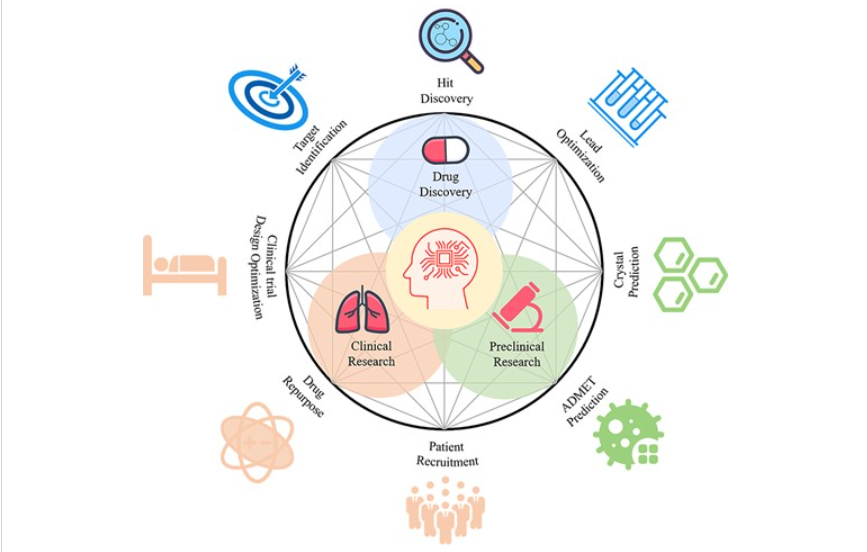 Hit
Discovery
Target
Identification
Lead
Optimization
Drug
Discovery
Clinical trial
Design Optimization
Crystal
Prediction
Clinical
Research
Preclinical
Research
Drug
Repurpose
ADMET
Prediction
Patient
Recruitment